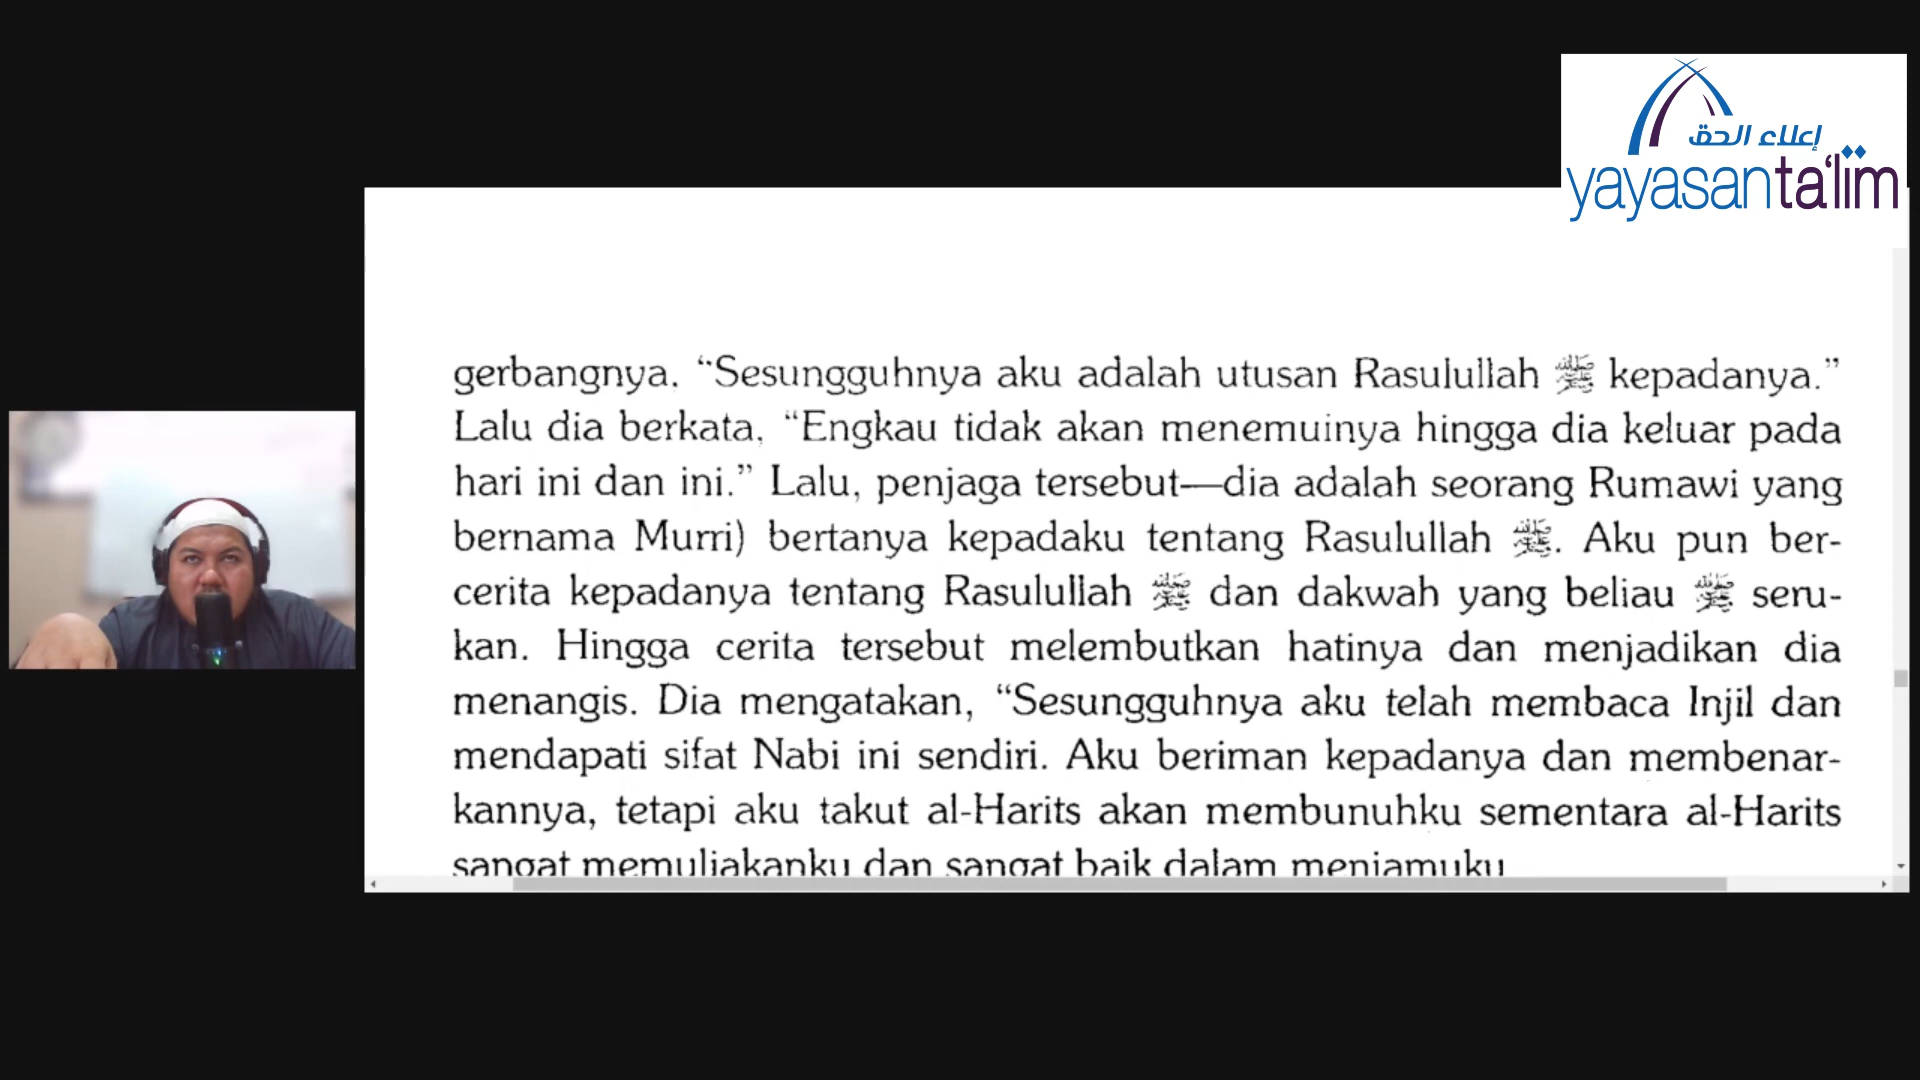 إعلاء الحق
yayasanta'lim
gerbangnya. “Sesungguhnya aku adalah utusan Rasulullah ﷺ kepadanya.”
Lalu dia berkata, “Engkau tidak akan menemuinya hingga dia keluar pada
hari ini dan ini.” Lalu, penjaga tersebut—dia adalah seorang Rumawi yang
bernama Murri) bertanya kepadaku tentang Rasulullah ﷺ. Aku pun ber-
cerita kepadanya tentang Rasulullah ﷺ dan dakwah yang beliau ﷺ seru-
kan. Hingga cerita tersebut melembutkan hatinya dan menjadikan dia
menangis. Dia mengatakan, “Sesungguhnya aku telah membaca Injil dan
mendapati sifat Nabi ini sendiri. Aku beriman kepadanya dan membenar-
kannya, tetapi aku takut al-Harits akan membunuhku sementara al-Harits
sangat memuliakanku dan sangat baik dalam menjamuku